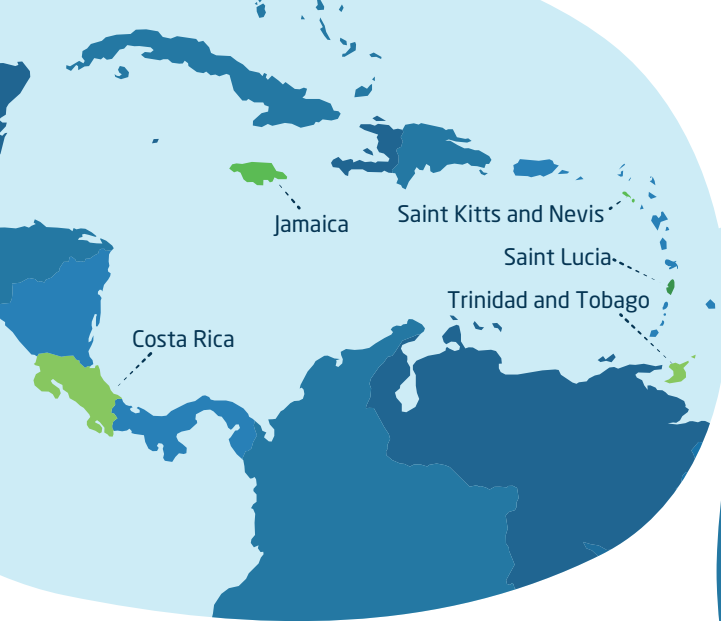 Jamaica
Saint Kitts and Nevis
Saint Lucia
Trinidad and Tobago
Costa Rica